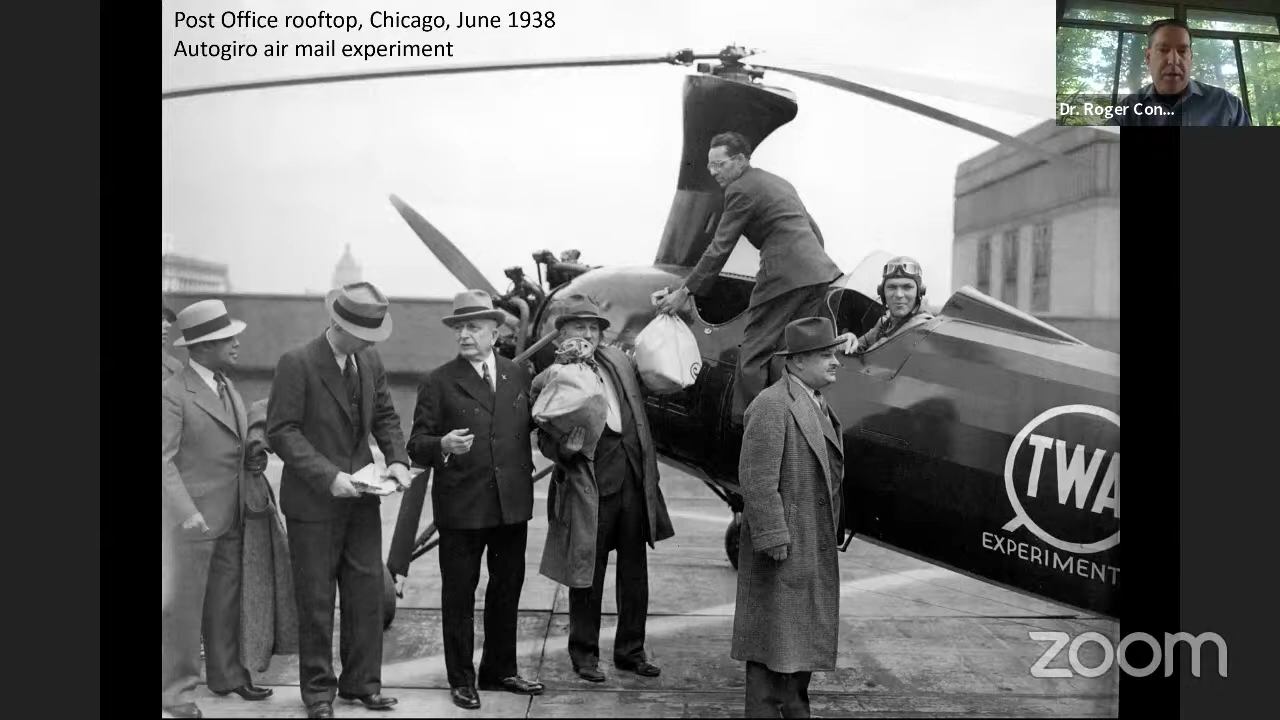 Post Office rooftop, Chicago, June 1938
Autogiro air mail experiment
Dr. Roger Con...
TWA
EXPERIMENT
zoom